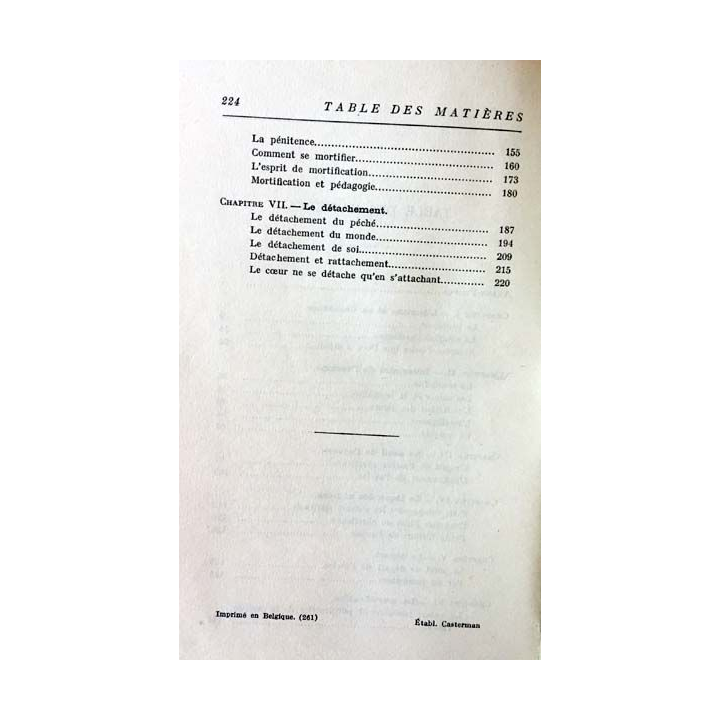 224 TABLE DES MATIÈRES
La pénitence........................................ 155
Comment se mortifier.............................. 160
L'esprit de mortification............................ 173
Mortification et pédagogie.......................... 180
CHAPITRE VII. — Le détachement.
Le détachement du péché.......................... 187
Le détachement du monde......................... 194
Le détachement de soi............................. 209
Détachement et rattachement...................... 215
Le cœur ne se détache qu'en s'attachant............ 220
Imprimé en Belgique. (261) Établ. Casterman